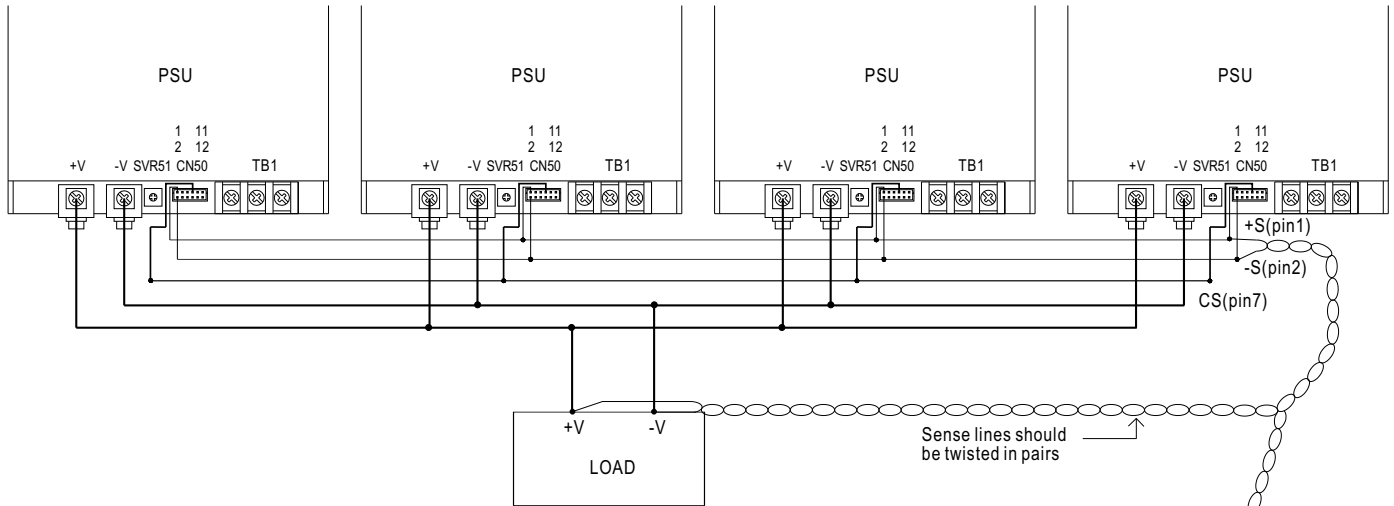 PSU PSU PSU PSU
1 11 1 11 1 11 1 11
2 12 2 12 2 12 2 12
+V -V SVR51 CN50 TB1 +V -V SVR51 CN50 TB1 +V -V SVR51 CN50 TB1 +V -V SVR51 CN50 TB1
+S(pin1)
-S(pin2)
CS(pin7)
+V -V
Sense lines should
be twisted in pairs
LOAD